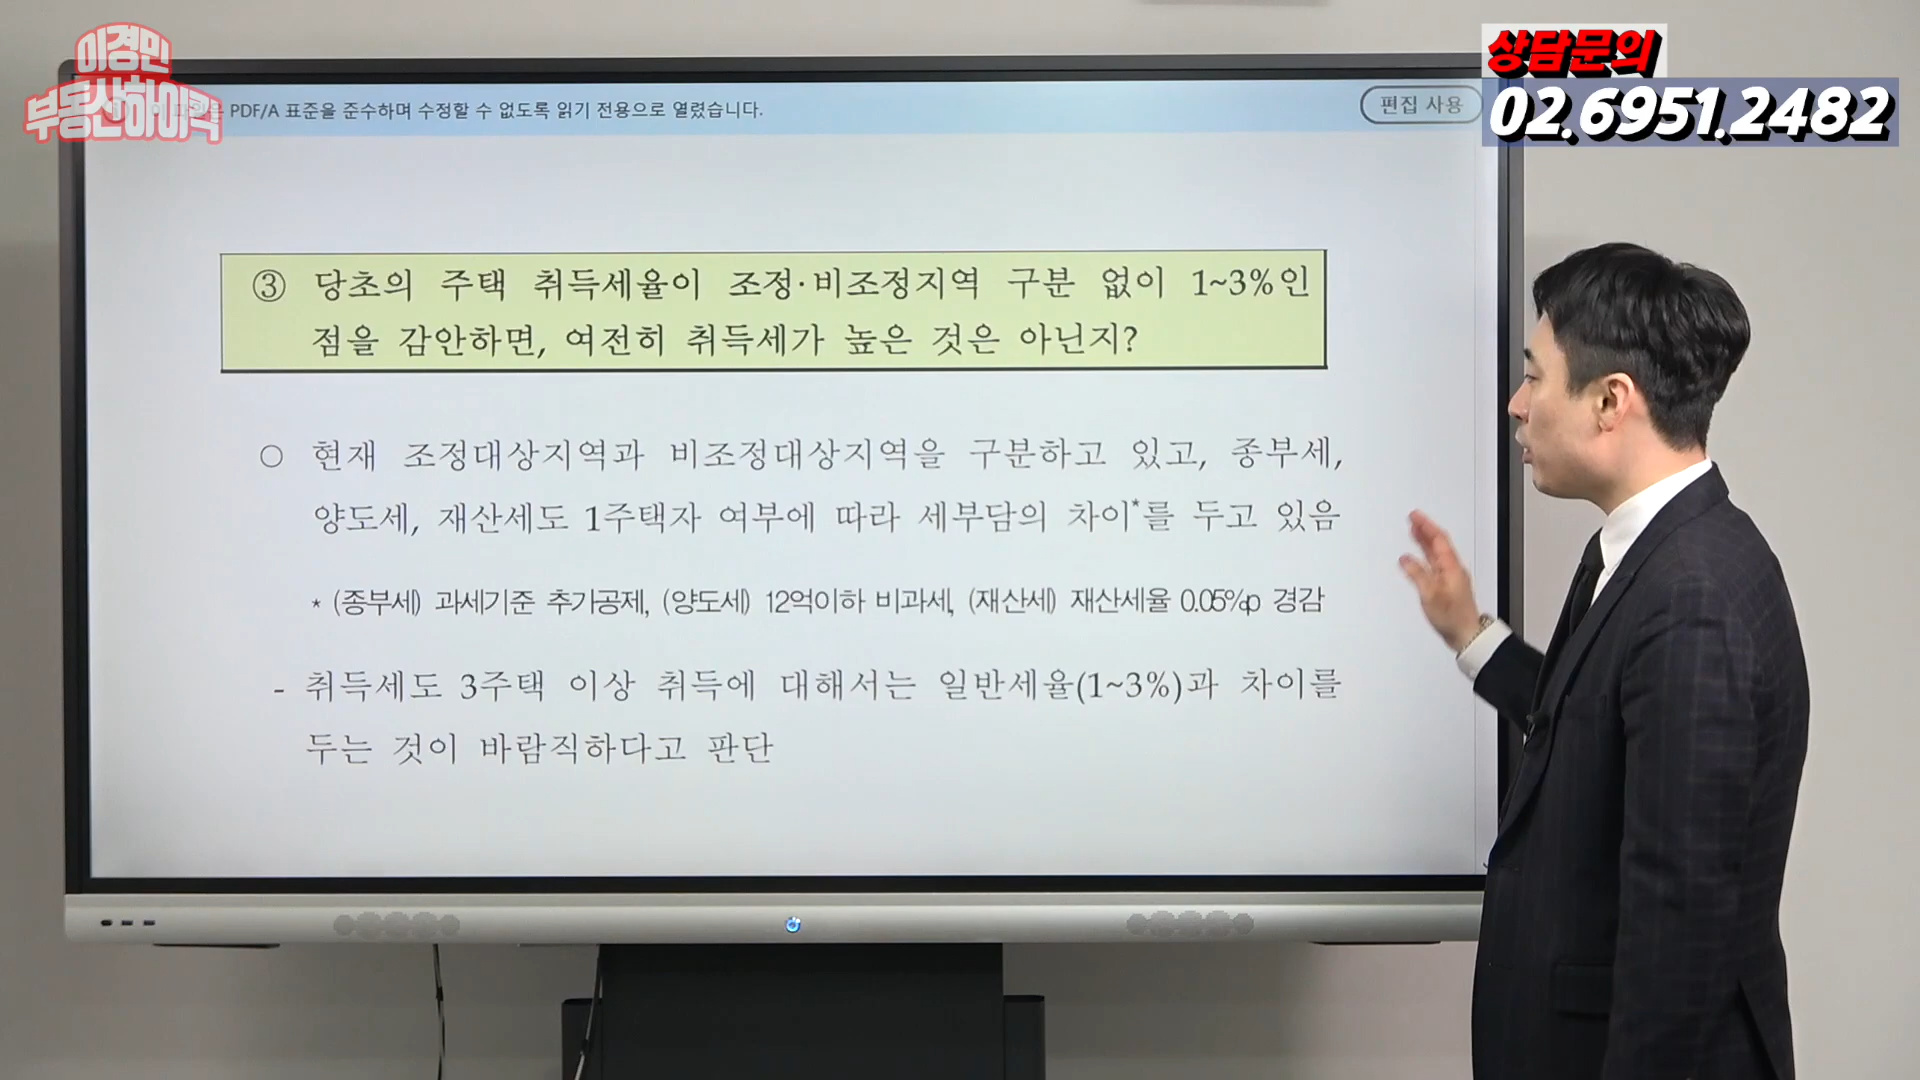 이경민
부동산하이킥
상담문의
02.6951.2482
PDF/A 표준을 준수하며 수정할 수 없도록 읽기 전용으로 열렸습니다.
편집 사용
③ 당초의 주택 취득세율이 조정·비조정지역 구분 없이 1~3%인
점을 감안하면, 여전히 취득세가 높은 것은 아닌지?
○ 현재 조정대상지역과 비조정대상지역을 구분하고 있고, 종부세,
양도세, 재산세도 1주택자 여부에 따라 세부담의 차이*를 두고 있음
* (종부세) 과세기준 추가공제, (양도세) 12억이하 비과세, (재산세) 재산세율 0.05%p 경감
- 취득세도 3주택 이상 취득에 대해서는 일반세율(1~3%)과 차이를
두는 것이 바람직하다고 판단